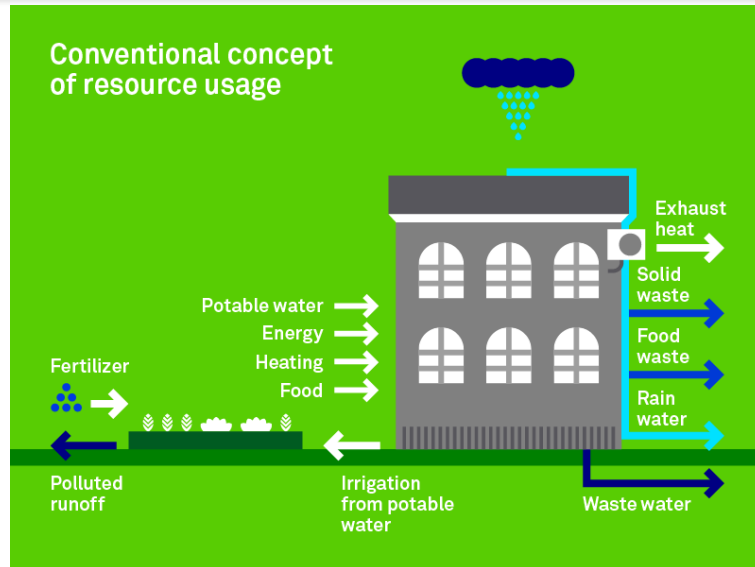 Conventional concept
of resource usage
Exhaust
heat
Solid
waste
Potable water
Energy
Heating
Food
Food
waste
Rain
water
Fertilizer
Polluted
runoff
Irrigation
from potable
water
Waste water